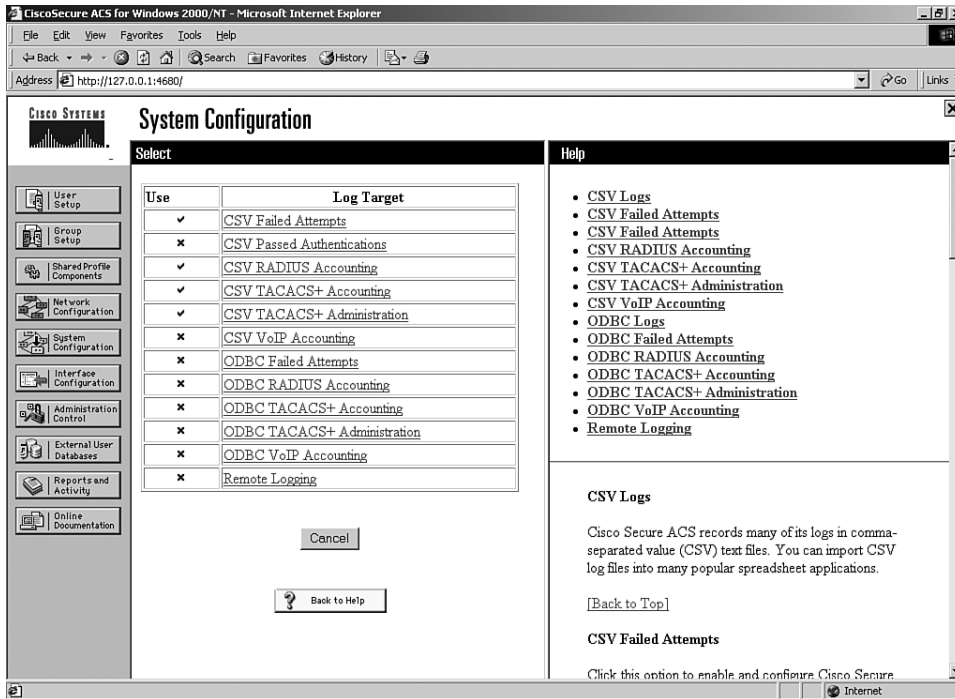 CiscoSecure ACS for Windows 2000/NT - Microsoft Internet Explorer
File Edit View Favorites Tools Help
Back Search Favorites History
Address http://127.0.0.1:4680/ Go Links
CISCO SYSTEMS
System Configuration
Select
User Setup
Group Setup
Shared Profile Components
Network Configuration
System Configuration
Interface Configuration
Administration Control
External User Databases
Reports and Activity
Online Documentation
Use Log Target
CSV Failed Attempts
CSV Passed Authentications
CSV RADIUS Accounting
CSV TACACS+ Accounting
CSV TACACS+ Administration
CSV VoIP Accounting
ODBC Failed Attempts
ODBC RADIUS Accounting
ODBC TACACS+ Accounting
ODBC TACACS+ Administration
ODBC VoIP Accounting
Remote Logging
Cancel
Back to Help
Help
CSV Logs
CSV Failed Attempts
CSV Failed Attempts
CSV RADIUS Accounting
CSV TACACS+ Accounting
CSV TACACS+ Administration
CSV VoIP Accounting
ODBC Logs
ODBC Failed Attempts
ODBC RADIUS Accounting
ODBC TACACS+ Accounting
ODBC TACACS+ Administration
ODBC VoIP Accounting
Remote Logging
CSV Logs
Cisco Secure ACS records many of its logs in comma-
separated value (CSV) text files. You can import CSV
log files into many popular spreadsheet applications.
[Back to Top]
CSV Failed Attempts
Click this option to enable and configure Cisco Secure
Internet